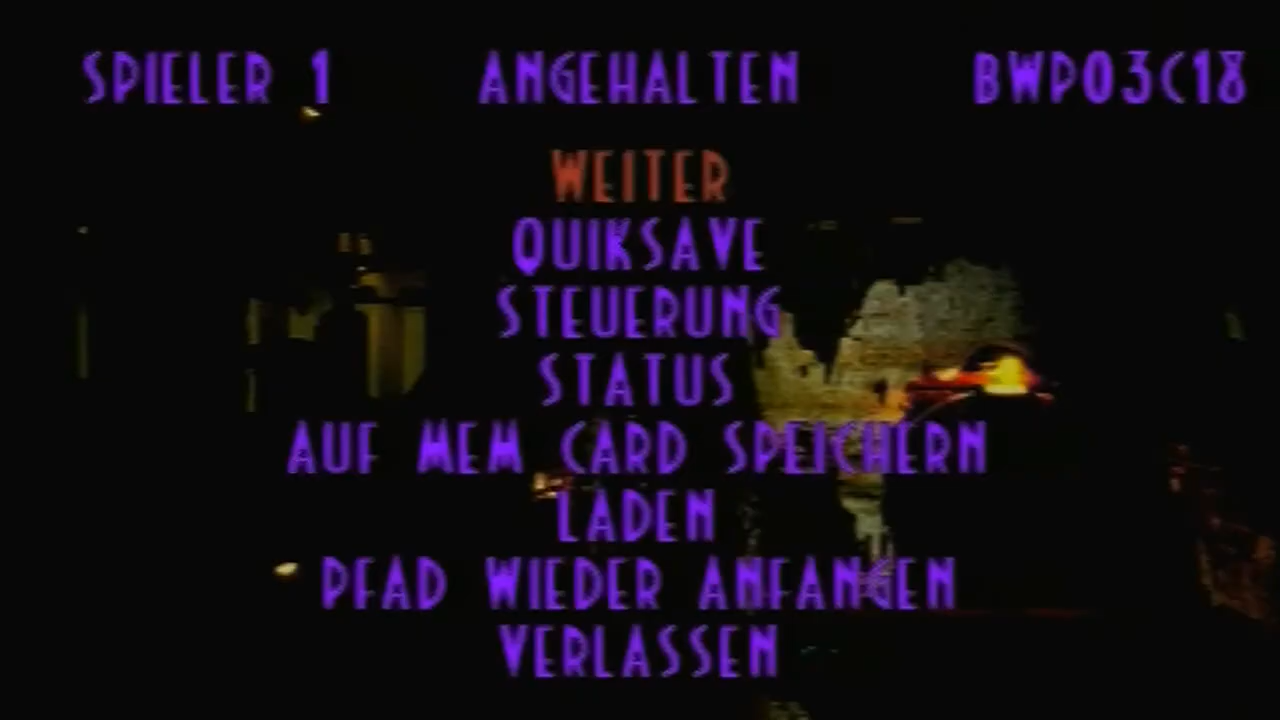 SPIELER 1 ANGEHALTEN BWP03C18
WEITER
QUIKSAVE
STEUERUNG
STATUS
AUF MEM CARD SPEICHERN
LADEN
PFAD WIEDER ANFANGEN
VERLASSEN